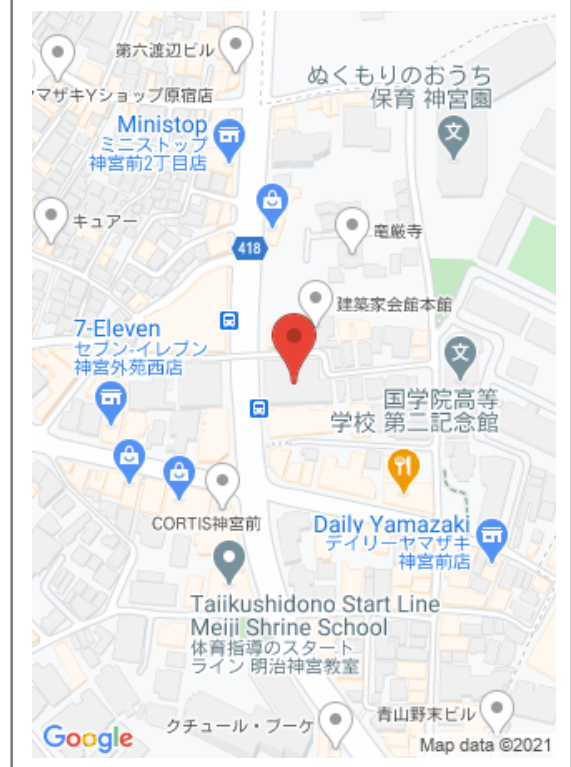 第六渡辺ビル
ぬくもりのおうち
保育 神宮園
マザキYショップ原宿店
Ministop
ミニストップ
神宮前2丁目店
キュアー
竜厳寺
418
建築家会館本館
7-Eleven
セブン-イレブン
神宮外苑西店
国学院高等
学校 第二記念館
CORTIS神宮前
Daily Yamazaki
デイリーヤマザキ
神宮前店
Taiikushidono Start Line
Meiji Shrine School
体育指導のスタート
ライン 明治神宮教室
クチュール・ブーケ
青山野末ビル
Google
Map data ©2021
文
文